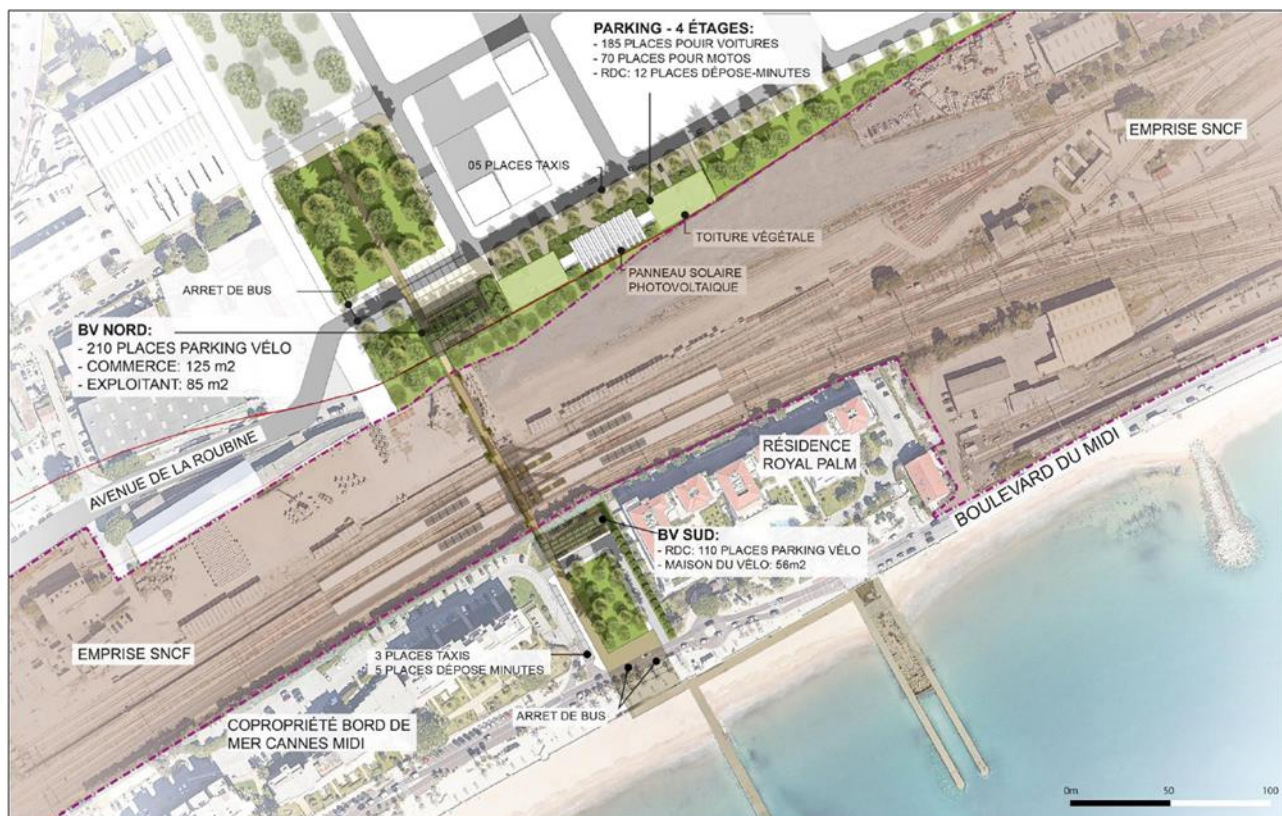 PARKING - 4 ÉTAGES:
- 185 PLACES POUIR VOITURES
- 70 PLACES POUR MOTOS
- RDC: 12 PLACES DÉPOSE-MINUTES
EMPRISE SNCF
05 PLACES TAXIS
TOITURE VÉGÉTALE
PANNEAU SOLAIRE
PHOTOVOLTAIQUE
ARRET DE BUS
BV NORD:
- 210 PLACES PARKING VÉLO
- COMMERCE: 125 m2
- EXPLOITANT: 85 m2
AVENUE DE LA ROUBINE
RÉSIDENCE
ROYAL PALM
BOULEVARD DU MIDI
BV SUD:
- RDC: 110 PLACES PARKING VÉLO
- MAISON DU VÉLO: 56m2
EMPRISE SNCF
3 PLACES TAXIS
5 PLACES DÉPOSE MINUTES
ARRET DE BUS
COPROPRIÉTÉ BORD DE
MER CANNES MIDI
0m 50 100